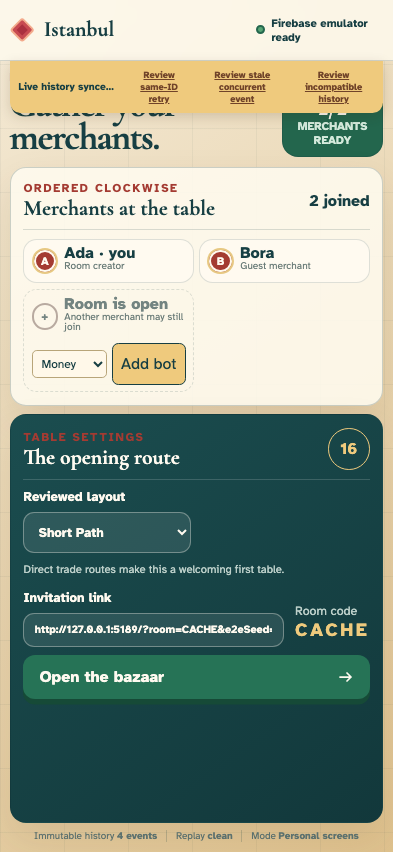 Istanbul
Firebase emulator
ready
Live history synce...
Review
same-ID
retry
Review stale
concurrent
event
Review
incompatible
history
merchants.
MERCHANTS
READY
ORDERED CLOCKWISE
Merchants at the table
2 joined
A
Ada · you
Room creator
B
Bora
Guest merchant
+
Room is open
Another merchant may still
join
Money
Add bot
TABLE SETTINGS
The opening route
16
Reviewed layout
Short Path
Direct trade routes make this a welcoming first table.
Invitation link
http://127.0.0.1:5189/?room=CACHE&e2eSeed=
Room code
CACHE
Open the bazaar →
Immutable history 4 events
Replay clean
Mode Personal screens